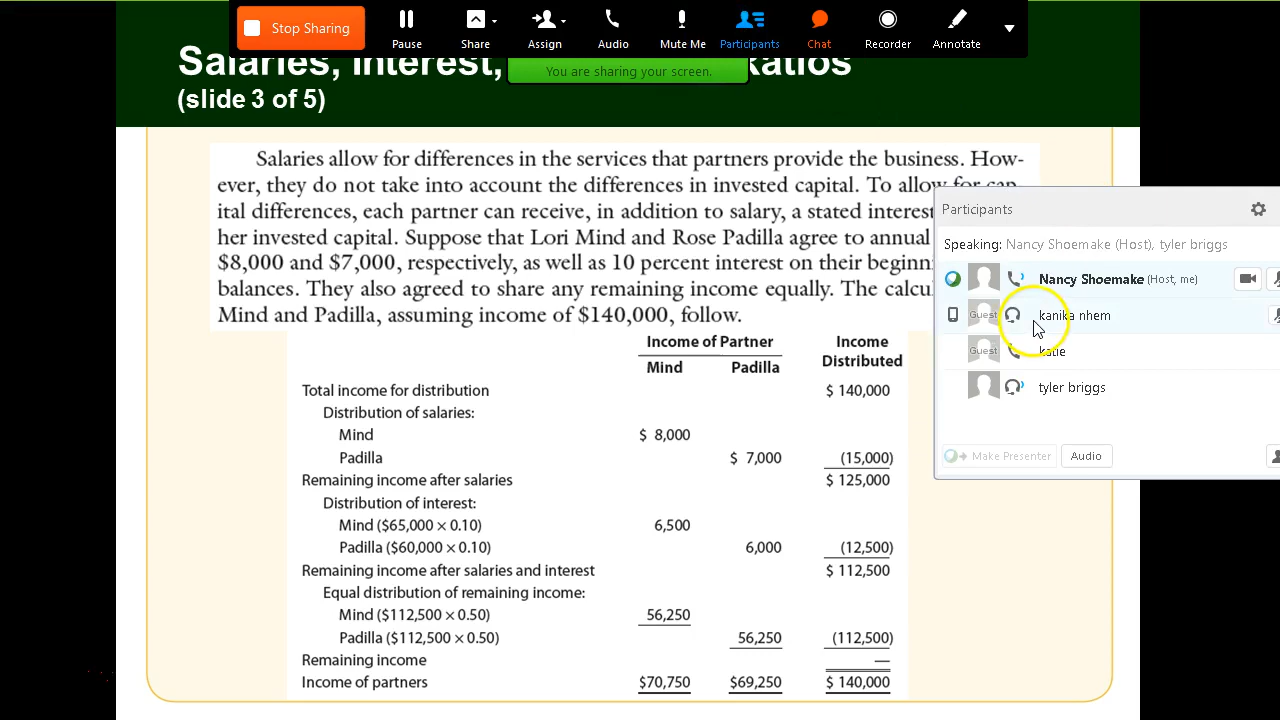 Stop Sharing
Pause
Share
Assign
Audio
Mute Me
Participants
Chat
Recorder
Annotate
You are sharing your screen.
Salaries, Interest,
(slide 3 of 5)
Salaries allow for differences in the services that partners provide the business. How-
ever, they do not take into account the differences in invested capital. To allow for cap-
ital differences, each partner can receive, in addition to salary, a stated interest
her invested capital. Suppose that Lori Mind and Rose Padilla agree to annual
$8,000 and $7,000, respectively, as well as 10 percent interest on their
balances. They also agreed to share any remaining income equally. The
Mind and Padilla, assuming income of $140,000, follow.
Income of Partner
Income
Mind Padilla Distributed
Total income for distribution $ 140,000
Distribution of salaries:
Mind $ 8,000
Padilla $ 7,000 (15,000)
Remaining income after salaries $ 125,000
Distribution of interest:
Mind ($65,000 × 0.10) 6,500
Padilla ($60,000 × 0.10) 6,000 (12,500)
Remaining income after salaries and interest $ 112,500
Equal distribution of remaining income:
Mind ($112,500 × 0.50) 56,250
Padilla ($112,500 × 0.50) 56,250 (112,500)
Remaining income —
Income of partners $70,750 $69,250 $ 140,000
Participants
Speaking: Nancy Shoemake (Host), tyler briggs
Nancy Shoemake (Host, me)
Guest kanika nhem
Guest katie
tyler briggs
Make Presenter
Audio